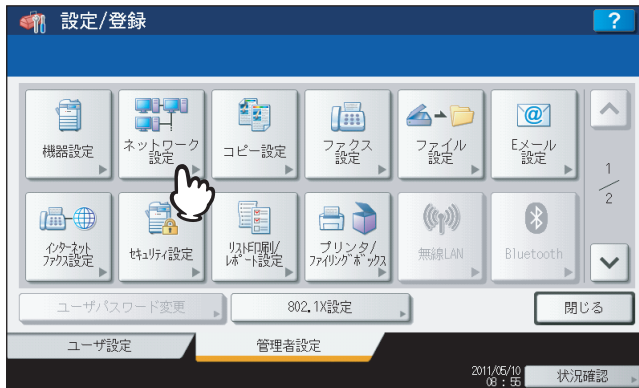 設定/登録
?
機器設定
ネットワーク
設定
コピー設定
ファクス
設定
ファイル
設定
@
Eメール
設定
1
2
インターネット
ファクス設定
セキュリティ設定
リスト印刷/
レポート設定
プリンタ/
ファイリングボックス
無線LAN
Bluetooth
ユーザパスワード変更
802.1X設定
閉じる
ユーザ設定
管理者設定
2011/05/10
08:55
状況確認